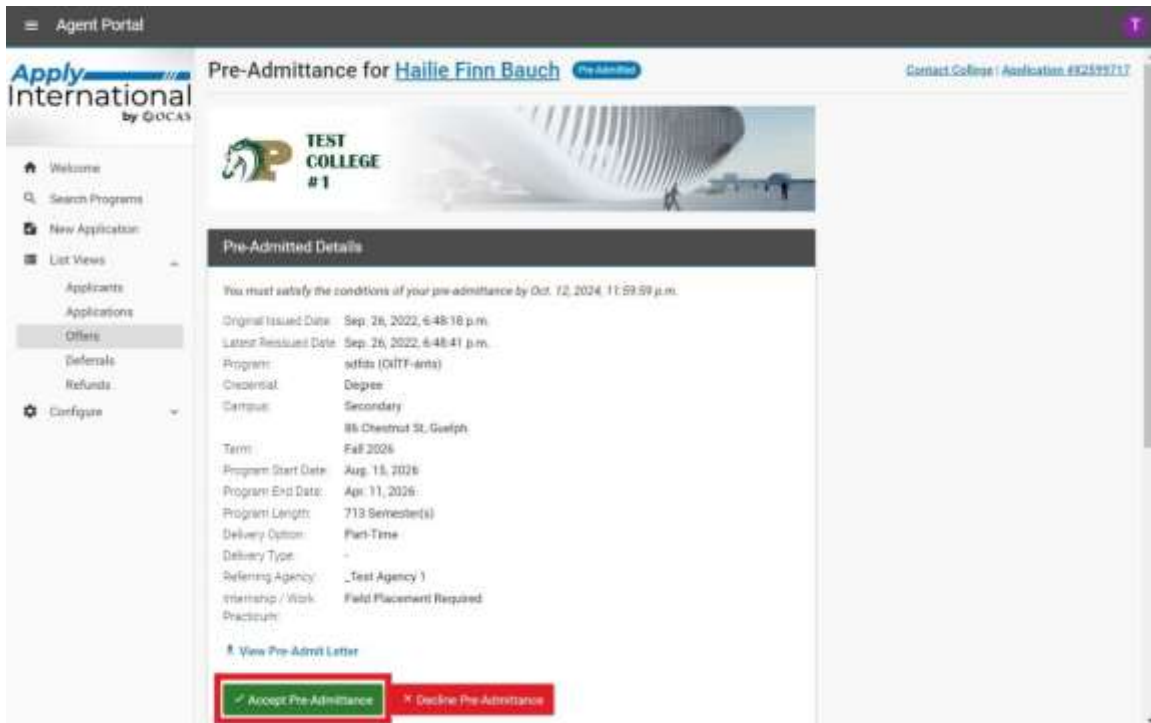 Agent Portal
T
Apply
International
by OCAS
Welcome
Search Programs
New Application
List Views
Applicants
Applications
Offers
Deferrals
Refunds
Configure
Pre-Admittance for Hailie Finn Bauch Pre-Admitted
Contact College | Application #X2599717
TEST
COLLEGE
#1
Pre-Admitted Details
You must satisfy the conditions of your pre-admittance by Oct. 12, 2024, 11:59:59 p.m.
Original Issued Date: Sep. 26, 2022, 6:48:18 p.m.
Latest Reissued Date: Sep. 26, 2022, 6:48:41 p.m.
Program: sdfds
Credential: Degree
Campus: Secondary
86 Chestnut St, Guelph
Term: Fall 2026
Program Start Date: Aug. 15, 2026
Program End Date: Apr. 11, 2026
Program Length: 713 Semester(s)
Delivery Option: Part-Time
Delivery Type: -
Referring Agency: _Test Agency 1
Internship / Work Field Placement Required
Practicum:
View Pre-Admit Letter
Accept Pre-Admittance
Decline Pre-Admittance